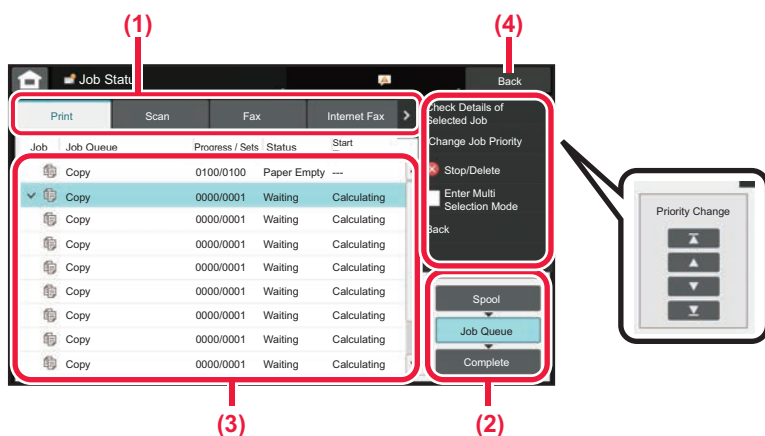 (1)
(4)
Job Status
Back
Print Scan Fax Internet Fax
Check Details of
Selected Job
Job Job Queue Progress / Sets Status Start
Change Job Priority
Copy 0100/0100 Paper Empty ---
Stop/Delete
Copy 0000/0001 Waiting Calculating
Enter Multi
Selection Mode
Copy 0000/0001 Waiting Calculating
Back
Copy 0000/0001 Waiting Calculating
Copy 0000/0001 Waiting Calculating
Copy 0000/0001 Waiting Calculating
Copy 0000/0001 Waiting Calculating
Copy 0000/0001 Waiting Calculating
Copy 0000/0001 Waiting Calculating
Spool
Job Queue
Complete
Priority Change
(3)
(2)